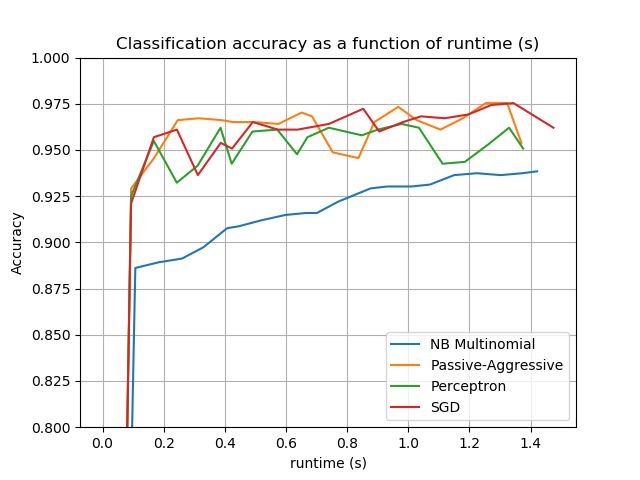 Classification accuracy as a function of runtime (s)
1.000
0.975
0.950
0.925
0.900
0.875
0.850
0.825
0.800
Accuracy
NB Multinomial
Passive-Aggressive
Perceptron
SGD
0.0 0.2 0.4 0.6 0.8 1.0 1.2 1.4
runtime (s)